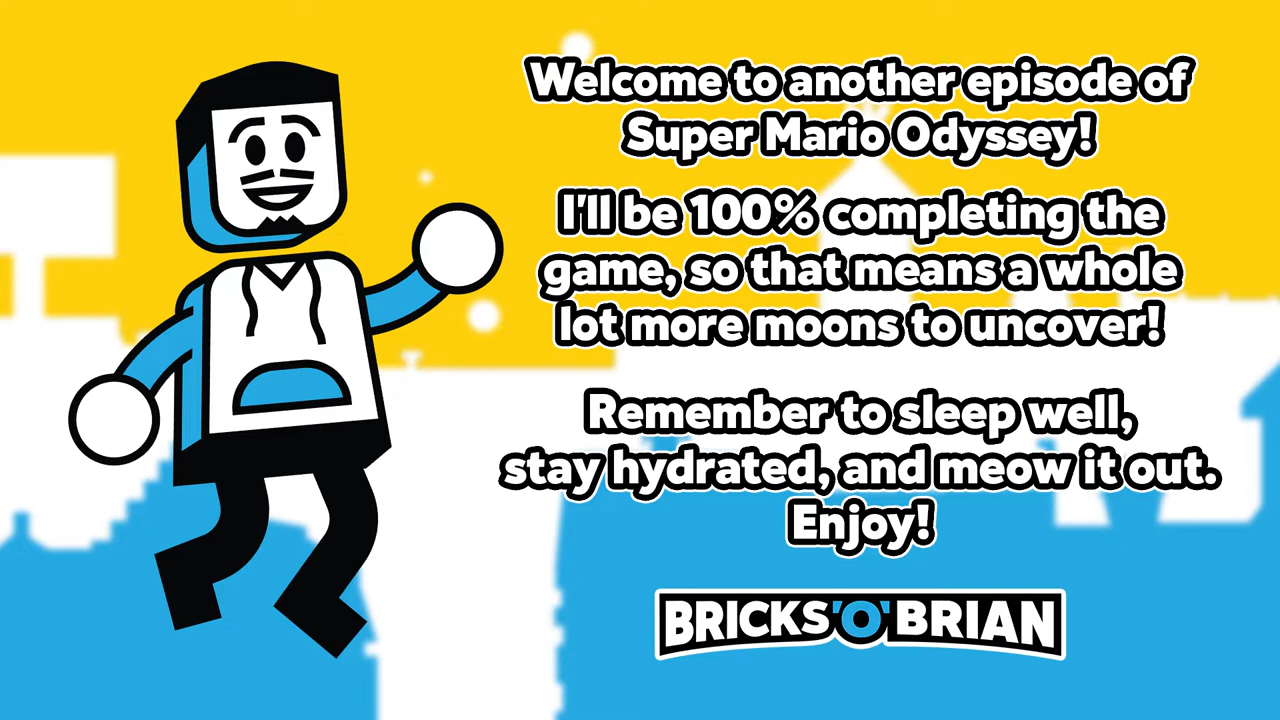 Welcome to another episode of
Super Mario Odyssey!
I'll be 100% completing the
game, so that means a whole
lot more moons to uncover!
Remember to sleep well,
stay hydrated, and meow it out.
Enjoy!
BRICKS'O'BRIAN